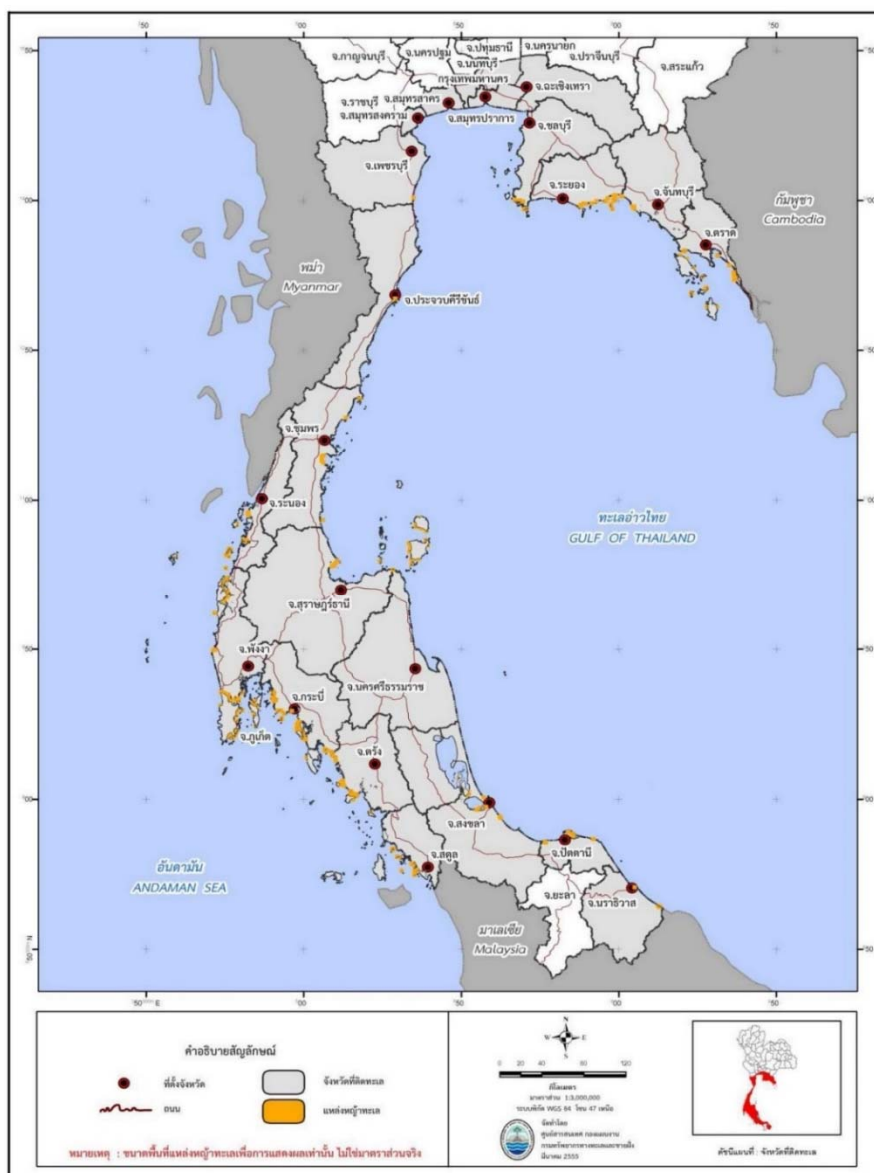 จ.กาญจนบุรี
จ.นครปฐม
จ.ปทุมธานี
จ.นครนายก
จ.นนทบุรี
จ.ปราจีนบุรี
จ.สระแก้ว
กรุงเทพมหานคร
จ.ฉะเชิงเทรา
จ.ราชบุรี
จ.สมุทรสาคร
จ.สมุทรสงคราม
จ.สมุทรปราการ
จ.ชลบุรี
จ.เพชรบุรี
จ.ระยอง
จ.จันทบุรี
กัมพูชา
Cambodia
จ.ตราด
พม่า
Myanmar
จ.ประจวบคีรีขันธ์
จ.ชุมพร
จ.ระนอง
ทะเลอ่าวไทย
GULF OF THAILAND
จ.สุราษฎร์ธานี
จ.พังงา
จ.กระบี่
จ.นครศรีธรรมราช
จ.ภูเก็ต
จ.ตรัง
จ.สงขลา
จ.สตูล
จ.ปัตตานี
อันดามัน
ANDAMAN SEA
จ.ยะลา
จ.นราธิวาส
มาเลเซีย
Malaysia
คำอธิบายสัญลักษณ์
ที่ตั้งจังหวัด
จังหวัดที่ติดทะเล
ถนน
แหล่งหญ้าทะเล
หมายเหตุ : ขนาดพื้นที่แหล่งหญ้าทะเลเพื่อการแสดงผลเท่านั้น ไม่ใช่มาตราส่วนจริง
N
W E
S
0 20 40 60 80 120
กิโลเมตร
มาตราส่วน 1:3,000,000
ระบบพิกัด WGS 84 โซน 47 เหนือ
จัดทำโดย
ศูนย์สารสนเทศ กองแผนงาน
กรมทรัพยากรทางทะเลและชายฝั่ง
มีนาคม 2555
ดัชนีแผนที่ : จังหวัดที่ติดทะเล